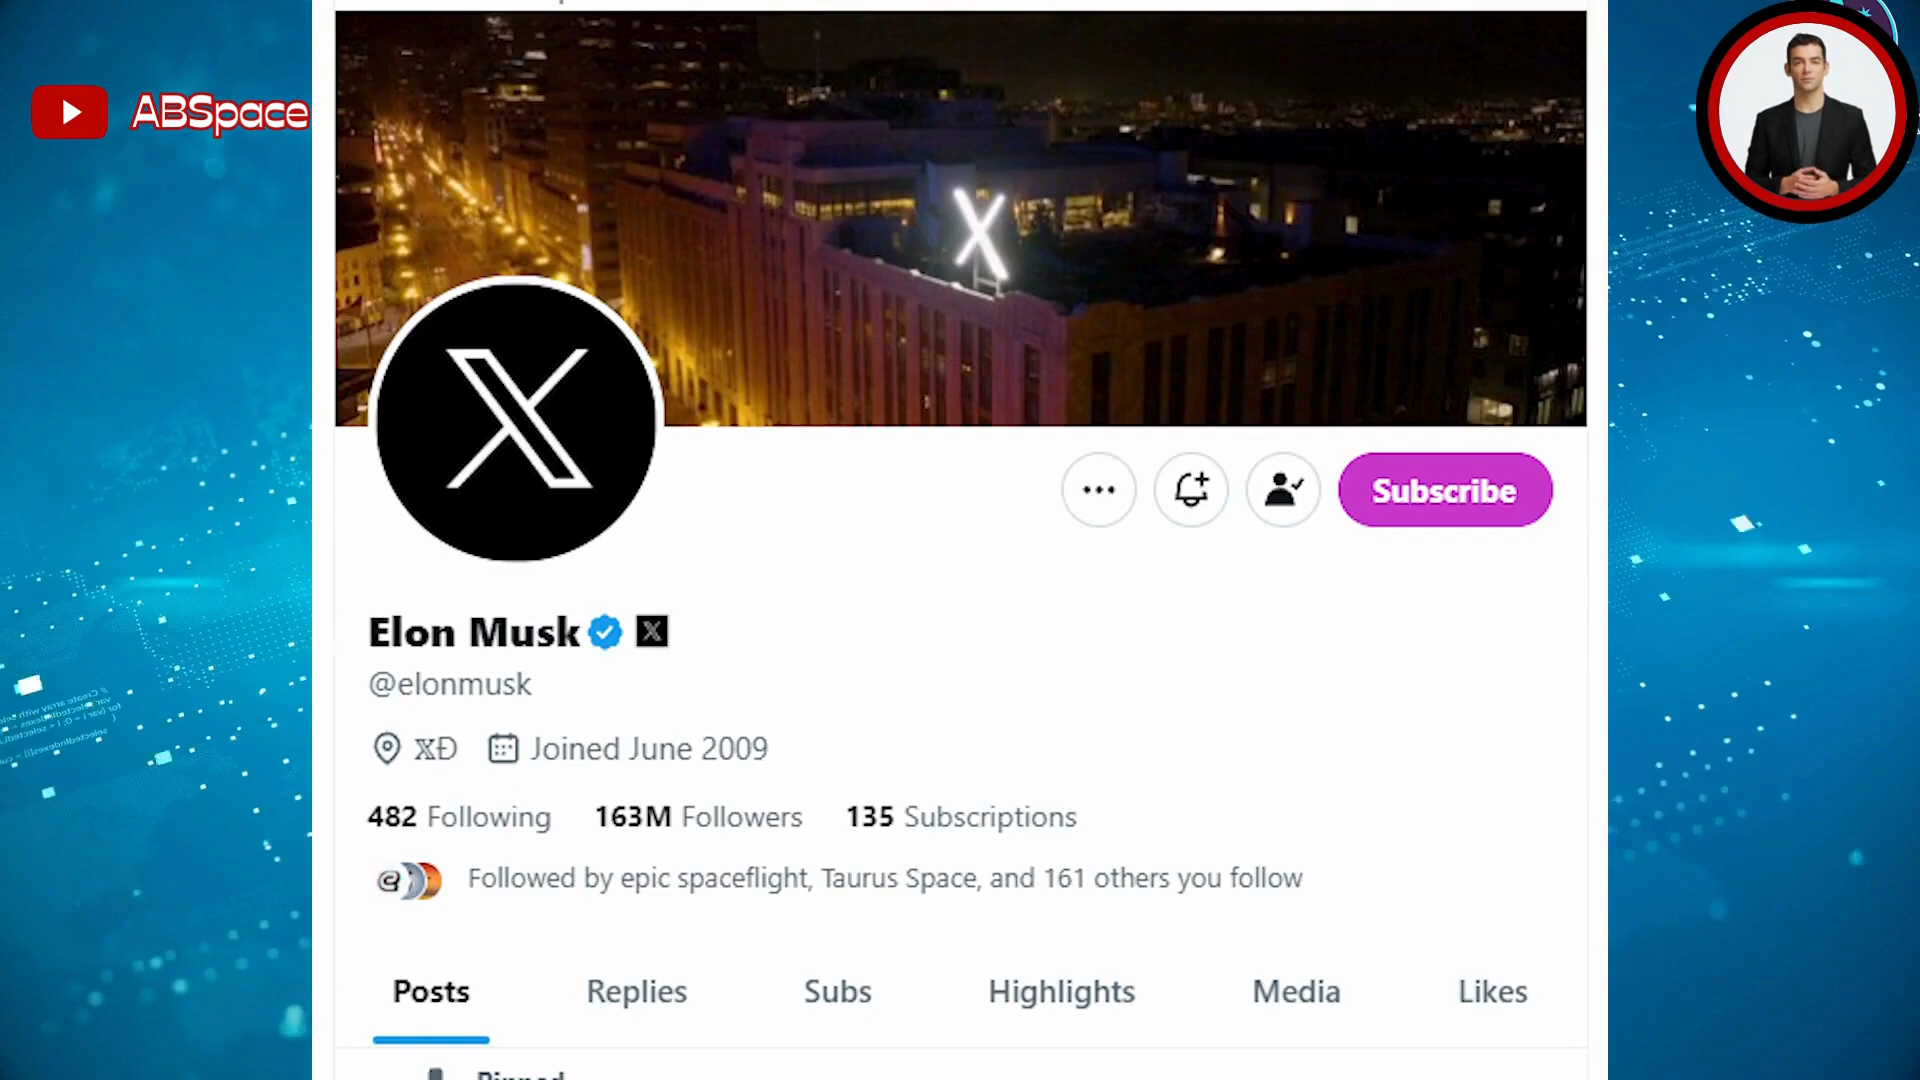 ABSpace
X
X
Subscribe
Elon Musk X
@elonmusk
𝕏Ð Joined June 2009
482 Following 163M Followers 135 Subscriptions
Followed by epic spaceflight, Taurus Space, and 161 others you follow
Posts Replies Subs Highlights Media Likes
Pinned